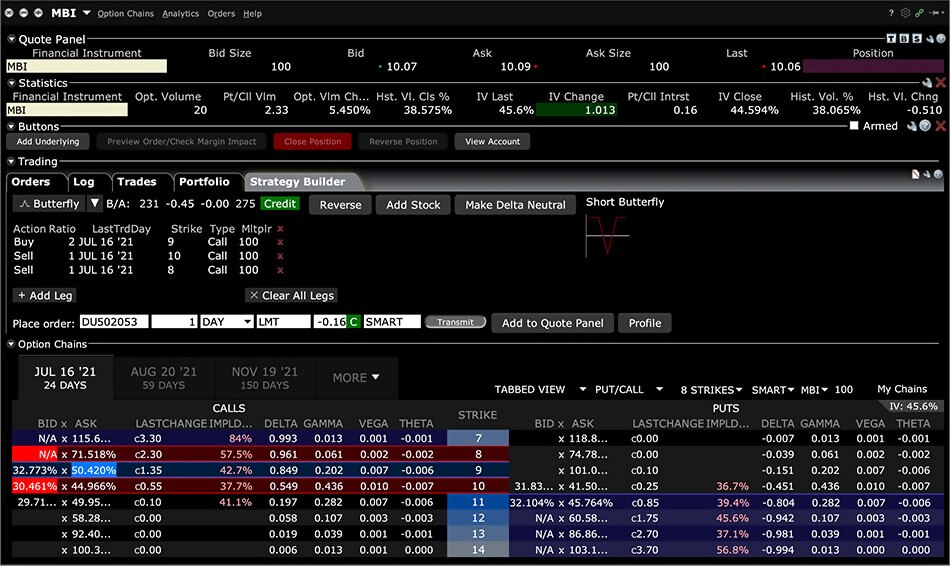 MBI Option Chains Analytics Orders Help ?
Quote Panel T B S
Financial Instrument Bid Size Bid Ask Ask Size Last Position
MBI 100 10.07 10.09 100 10.06
Statistics
Financial Instrument Opt. Volume Pt/Cll Vlm Opt. Vlm Ch... Hst. Vl. Cls % IV Last IV Change Pt/Cll Intrst IV Close Hist. Vol. % Hst. Vl. Chng
MBI 20 2.33 5.450% 38.575% 45.6% 1.013 0.16 44.594% 38.065% -0.510
Buttons Armed
Add Underlying Preview Order/Check Margin Impact Close Position Reverse Position View Account
Trading
Orders Log Trades Portfolio Strategy Builder
Butterfly B/A: 231 -0.45 -0.00 275 Credit Reverse Add Stock Make Delta Neutral Short Butterfly
Action Ratio LastTrdDay Strike Type Mltplr x
Buy 2 JUL 16 '21 9 Call 100 x
Sell 1 JUL 16 '21 10 Call 100 x
Sell 1 JUL 16 '21 8 Call 100 x
+ Add Leg × Clear All Legs
Place order: DU502053 1 DAY LMT -0.16 C SMART Transmit Add to Quote Panel Profile
Option Chains
JUL 16 '21 AUG 20 '21 NOV 19 '21 MORE
24 DAYS 59 DAYS 150 DAYS
TABBED VIEW PUT/CALL 8 STRIKES SMART MBI 100 My Chains
CALLS STRIKE PUTS IV: 45.6%
BID x ASK LASTCHANGE IMPLD... DELTA GAMMA VEGA THETA BID x ASK LASTCHANGE IMPLD... DELTA GAMMA VEGA THETA
N/A x 115.6... c3.30 84% 0.993 0.013 0.001 -0.001 7 x 118.8... c0.00 -0.007 0.013 0.001 -0.001
N/A x 71.518% c2.30 57.5% 0.961 0.061 0.002 -0.002 8 x 74.78... c0.00 -0.039 0.061 0.002 -0.002
32.773% x 50.420% c1.35 42.7% 0.849 0.202 0.007 -0.006 9 x 101.0... c0.10 -0.151 0.202 0.007 -0.006
30.461% x 44.966% c0.55 37.7% 0.549 0.436 0.010 -0.007 10 31.83... x 41.50... c0.25 36.7% -0.451 0.436 0.010 -0.007
29.71... x 49.95... c0.10 41.1% 0.197 0.282 0.007 -0.006 11 32.104% x 45.764% c0.85 39.4% -0.804 0.282 0.007 -0.006
x 58.28... c0.00 0.058 0.107 0.003 -0.003 12 N/A x 60.58... c1.75 45.6% -0.942 0.107 0.003 -0.003
x 92.40... c0.00 0.019 0.039 0.001 -0.001 13 N/A x 86.86... c2.70 37.1% -0.981 0.039 0.001 -0.001
x 100.3... c0.00 0.006 0.013 0.001 0.000 14 N/A x 103.1... c3.70 56.8% -0.994 0.013 0.000 0.000